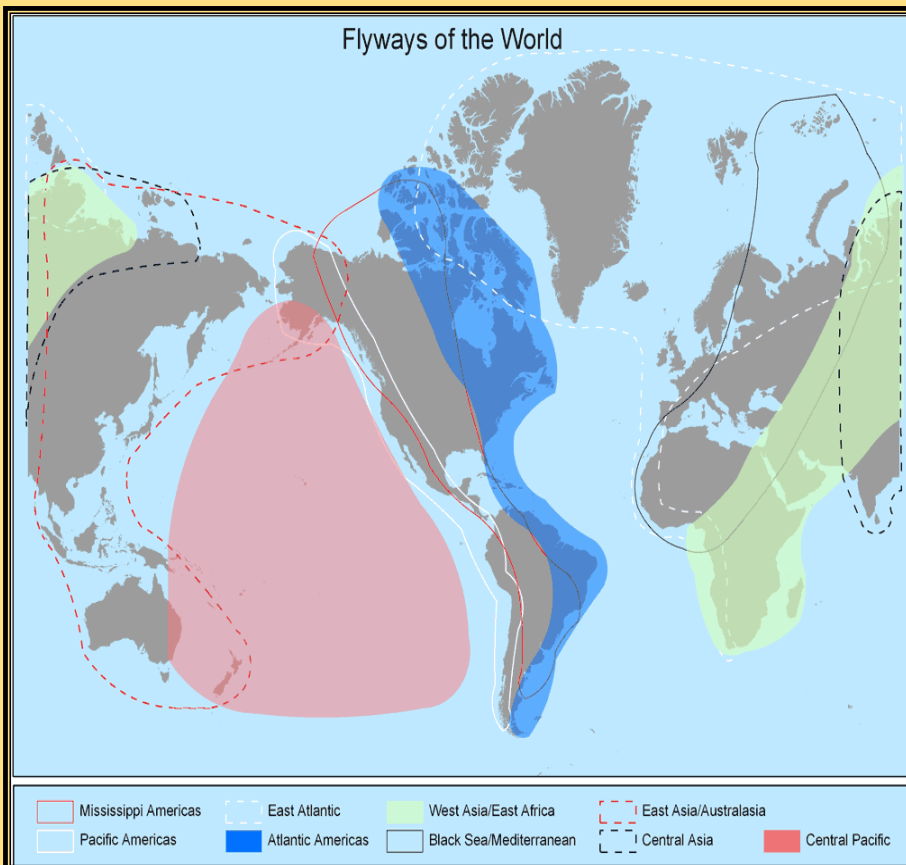 Flyways of the World
Mississippi Americas
East Atlantic
West Asia/East Africa
East Asia/Australasia
Pacific Americas
Atlantic Americas
Black Sea/Mediterranean
Central Asia
Central Pacific